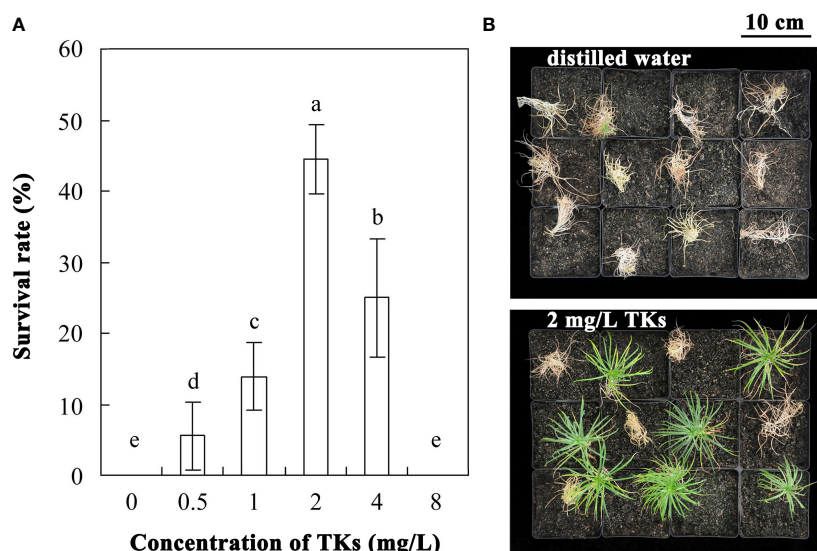 A
60
50
40
30
20
10
0
Survival rate (%)
a
b
c
d
e
e
0 0.5 1 2 4 8
Concentration of TKs (mg/L)
B
10 cm
distilled water
2 mg/L TKs